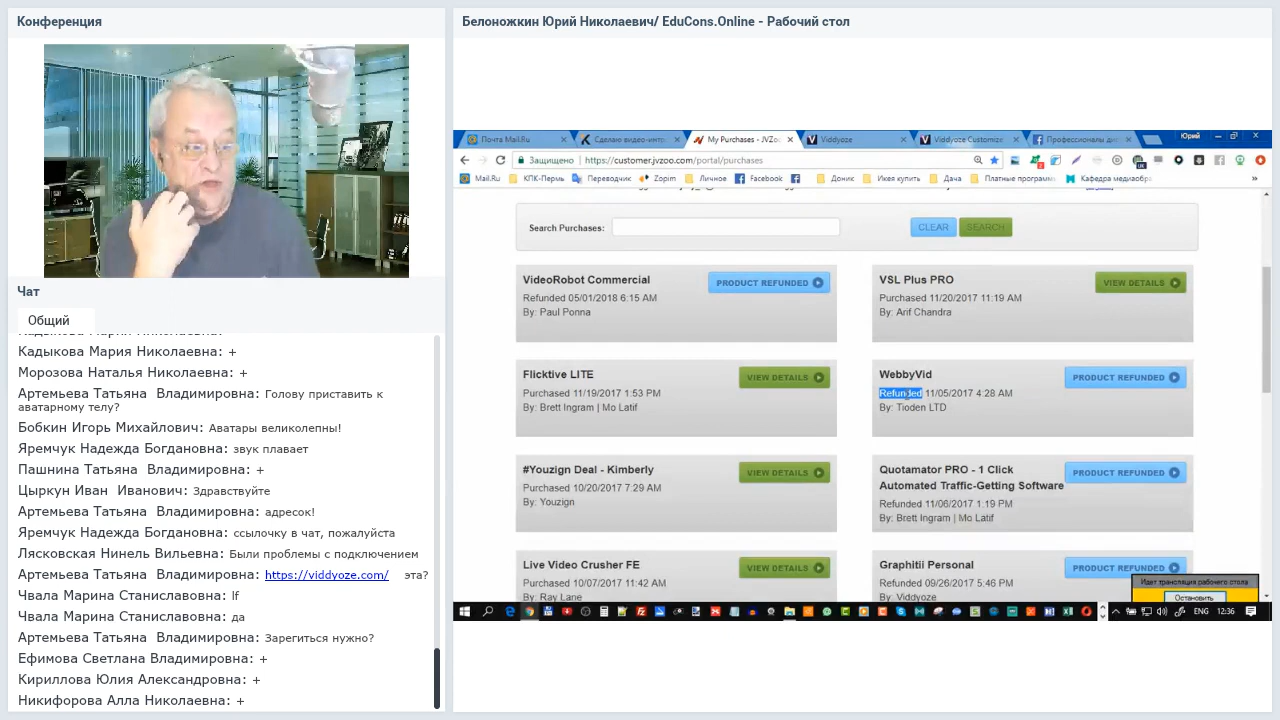 Конференция
Чат
Общий
Кадыкова Мария Николаевна: +
Морозова Наталья Николаевна: +
Артемьева Татьяна Владимировна: Голову приставить к
аватарному телу?
Бобкин Игорь Михайлович: Аватары великолепны!
Яремчук Надежда Богдановна: звук плавает
Пашнина Татьяна Владимировна: +
Цыркун Иван Иванович: Здравствуйте
Артемьева Татьяна Владимировна: адресок!
Яремчук Надежда Богдановна: ссылочку в чат, пожалуйста
Лясковская Нинель Вильевна: Были проблемы с подключением
Артемьева Татьяна Владимировна: https://viddyoze.com/ эта?
Чвала Марина Станиславовна: lf
Чвала Марина Станиславовна: да
Артемьева Татьяна Владимировна: Зарегиться нужно?
Ефимова Светлана Владимировна: +
Кириллова Юлия Александровна: +
Никифорова Алла Николаевна: +
Белоножкин Юрий Николаевич/ EduCons.Online - Рабочий стол
Почта Mail.Ru Сделаю видео-интр My Purchases - JVZoo Viddyoze Viddyoze Customize Профессионалы ди Юрий
Защищено https://customer.jvzoo.com/portal/purchases
Mail.Ru КПК-Пермь Переводчик Zopim Личное Facebook Доник Икея купить Дача Платные програм Кафедра медиаобр »
Search Purchases: CLEAR SEARCH
VideoRobot Commercial PRODUCT REFUNDED
Refunded 05/01/2018 6:15 AM
By: Paul Ponna
VSL Plus PRO VIEW DETAILS
Purchased 11/20/2017 11:19 AM
By: Arif Chandra
Flicktive LITE VIEW DETAILS
Purchased 11/19/2017 1:53 PM
By: Brett Ingram | Mo Latif
WebbyVid PRODUCT REFUNDED
Refunded 11/05/2017 4:28 AM
By: Tioden LTD
#Youzign Deal - Kimberly VIEW DETAILS
Purchased 10/20/2017 7:29 AM
By: Youzign
Quotamator PRO - 1 Click PRODUCT REFUNDED
Automated Traffic-Getting Software
Refunded 11/06/2017 1:19 PM
By: Brett Ingram | Mo Latif
Live Video Crusher FE VIEW DETAILS
Purchased 10/07/2017 11:42 AM
By: Ray Lane
Graphitii Personal PRODUCT REFUNDED
Refunded 09/26/2017 5:46 PM
By: Viddyoze
Идет трансляция рабочего стола
Остановить
ENG 12:36